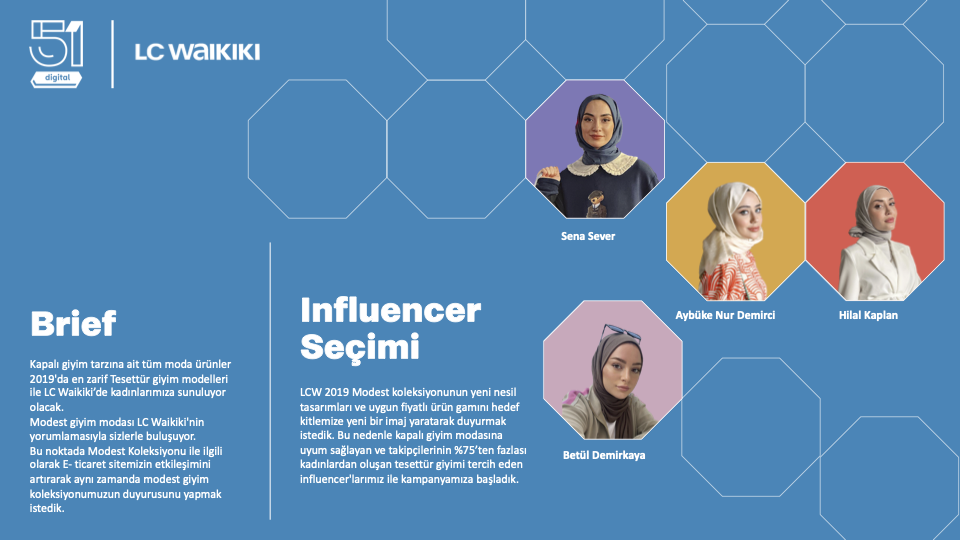 51
digital
LC WAIKIKI
Sena Sever
Aybüke Nur Demirci
Hilal Kaplan
Brief
Kapalı giyim tarzına ait tüm moda ürünler
2019'da en zarif Tesettür giyim modelleri
ile LC Waikiki’de kadınlarımıza sunuluyor
olacak.
Modest giyim modası LC Waikiki'nin
yorumlamasıyla sizlerle buluşuyor.
Bu noktada Modest Koleksiyonu ile ilgili
olarak E- ticaret sitemizin etkileşimini
artırarak aynı zamanda modest giyim
koleksiyonumuzun duyurusunu yapmak
istedik.
Influencer
Seçimi
LCW 2019 Modest koleksiyonunun yeni nesil
tasarımları ve uygun fiyatlı ürün gamını hedef
kitlemize yeni bir imaj yaratarak duyurmak
istedik. Bu nedenle kapalı giyim modasına
uyum sağlayan ve takipçilerinin %75’ten fazlası
kadınlardan oluşan tesettür giyimi tercih eden
influencer'larımız ile kampanyamıza başladık.
Betül Demirkaya